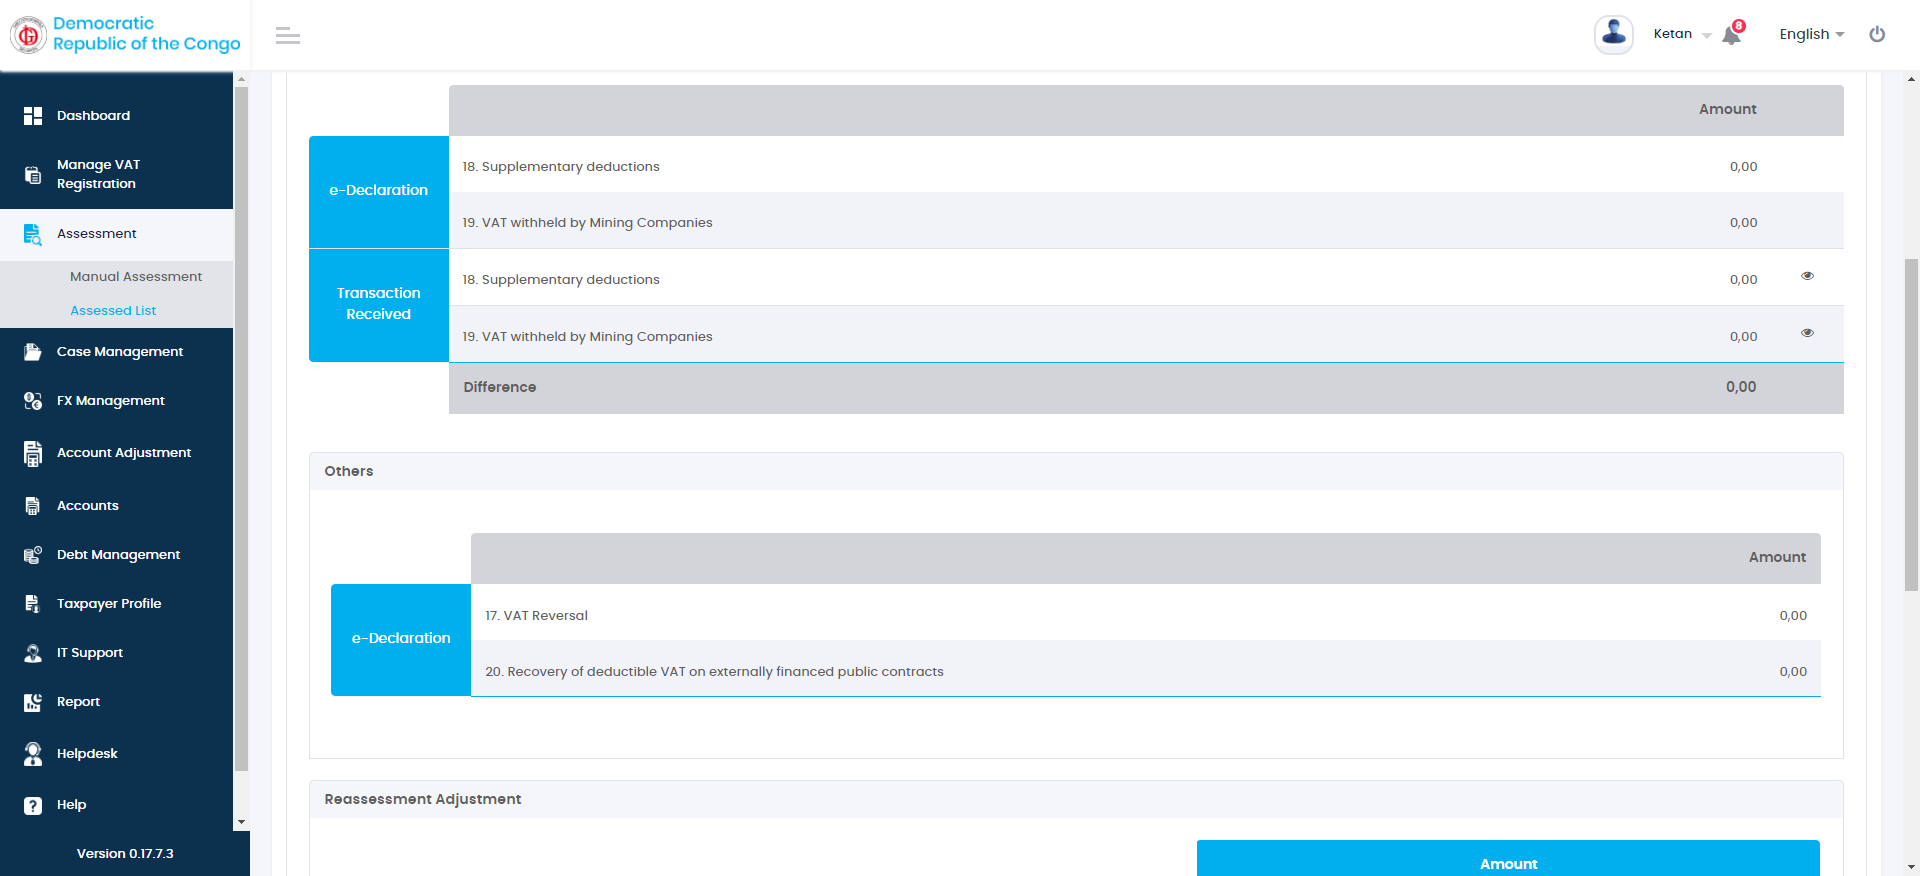 Democratic
Republic of the Congo
Ketan
8
English
Dashboard
Manage VAT
Registration
Assessment
Manual Assessment
Assessed List
Case Management
FX Management
Account Adjustment
Accounts
Debt Management
Taxpayer Profile
IT Support
Report
Helpdesk
Help
Version 0.17.7.3
Amount
e-Declaration
18. Supplementary deductions 0,00
19. VAT withheld by Mining Companies 0,00
Transaction
Received
18. Supplementary deductions 0,00
19. VAT withheld by Mining Companies 0,00
Difference 0,00
Others
Amount
e-Declaration
17. VAT Reversal 0,00
20. Recovery of deductible VAT on externally financed public contracts 0,00
Reassessment Adjustment
Amount